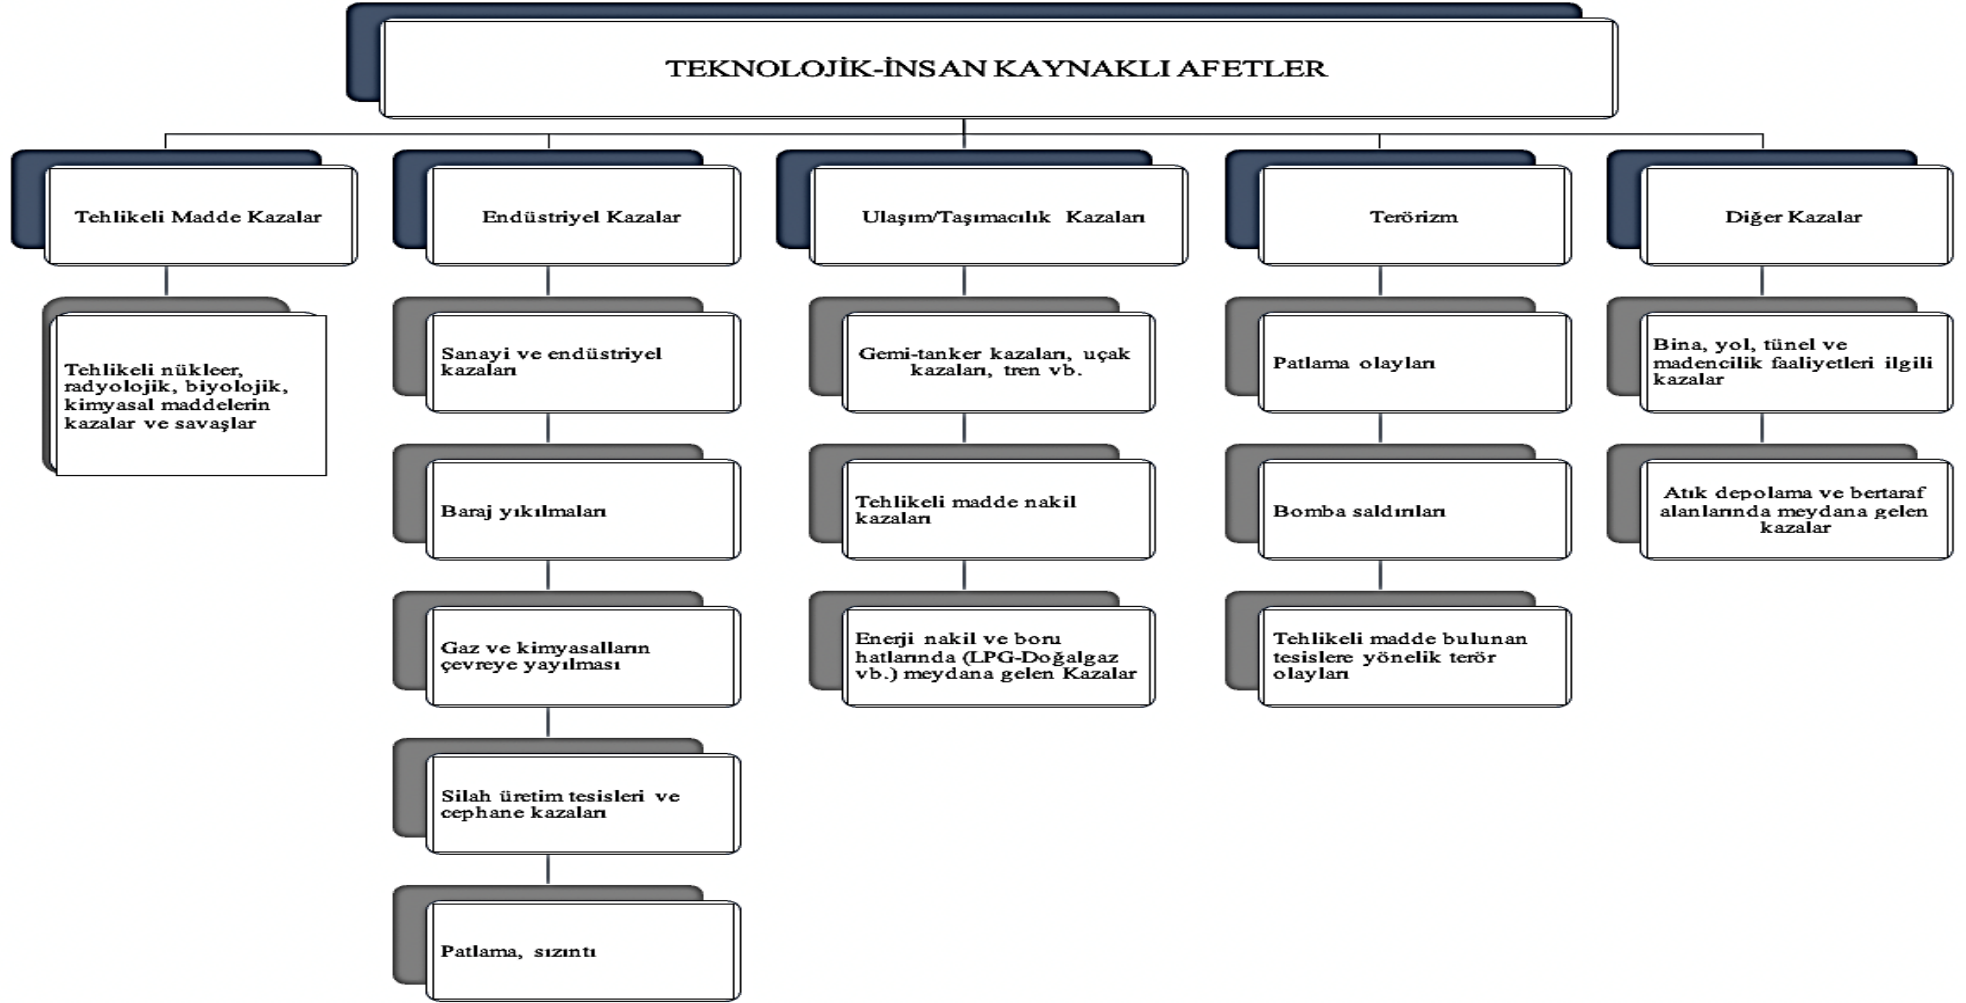 TEKNOLOJİK-İNSAN KAYNAKLI AFETLER
Tehlikeli Madde Kazalar
Tehlikeli nükleer,
radyolojik, biyolojik,
kimyasal maddelerin
kazalar ve savaşlar
Endüstriyel Kazalar
Sanayi ve endüstriyel
kazaları
Baraj yıkılmaları
Gaz ve kimyasalların
çevreye yayılması
Silah üretim tesisleri ve
cephane kazaları
Patlama, sızıntı
Ulaşım/Taşımacılık Kazaları
Gemi-tanker kazaları, uçak
kazaları, tren vb.
Tehlikeli madde nakil
kazaları
Enerji nakil ve boru
hatlarında (LPG-Doğalgaz
vb.) meydana gelen Kazalar
Terörizm
Patlama olayları
Bomba saldırıları
Tehlikeli madde bulunan
tesislere yönelik terör
olayları
Diğer Kazalar
Bina, yol, tünel ve
madencilik faaliyetleri ilgili
kazalar
Atık depolama ve bertaraf
alanlarında meydana gelen
kazalar